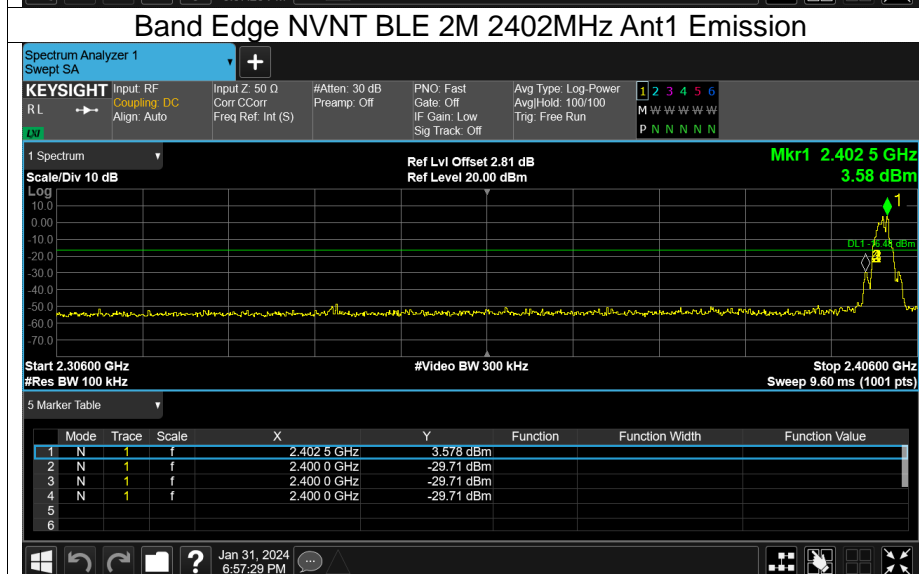 Band Edge NVNT BLE 2M 2402MHz Ant1 Emission
Spectrum Analyzer 1
Swept SA
+
KEYSIGHT Input: RF Input Z: 50 Ω #Atten: 30 dB PNO: Fast Avg Type: Log-Power 1 2 3 4 5 6
RL Coupling: DC Corr CCorr Preamp: Off Gate: Off Avg|Hold: 100/100 M W W W W W
Align: Auto Freq Ref: Int (S) IF Gain: Low Trig: Free Run
LXI Sig Track: Off P N N N N N
1 Spectrum Ref Lvl Offset 2.81 dB Mkr1 2.402 5 GHz
Scale/Div 10 dB Ref Level 20.00 dBm 3.58 dBm
Log
1
10.0
0.00
-10.0
DL1 -16.48 dBm
-20.0
-30.0
-40.0
-50.0
-60.0
-70.0
Start 2.30600 GHz #Video BW 300 kHz Stop 2.40600 GHz
#Res BW 100 kHz Sweep 9.60 ms (1001 pts)
5 Marker Table
Mode Trace Scale X Y Function Function Width Function Value
1 N 1 f 2.402 5 GHz 3.578 dBm
2 N 1 f 2.400 0 GHz -29.71 dBm
3 N 1 f 2.400 0 GHz -29.71 dBm
4 N 1 f 2.400 0 GHz -29.71 dBm
5
6
? Jan 31, 2024
6:57:29 PM